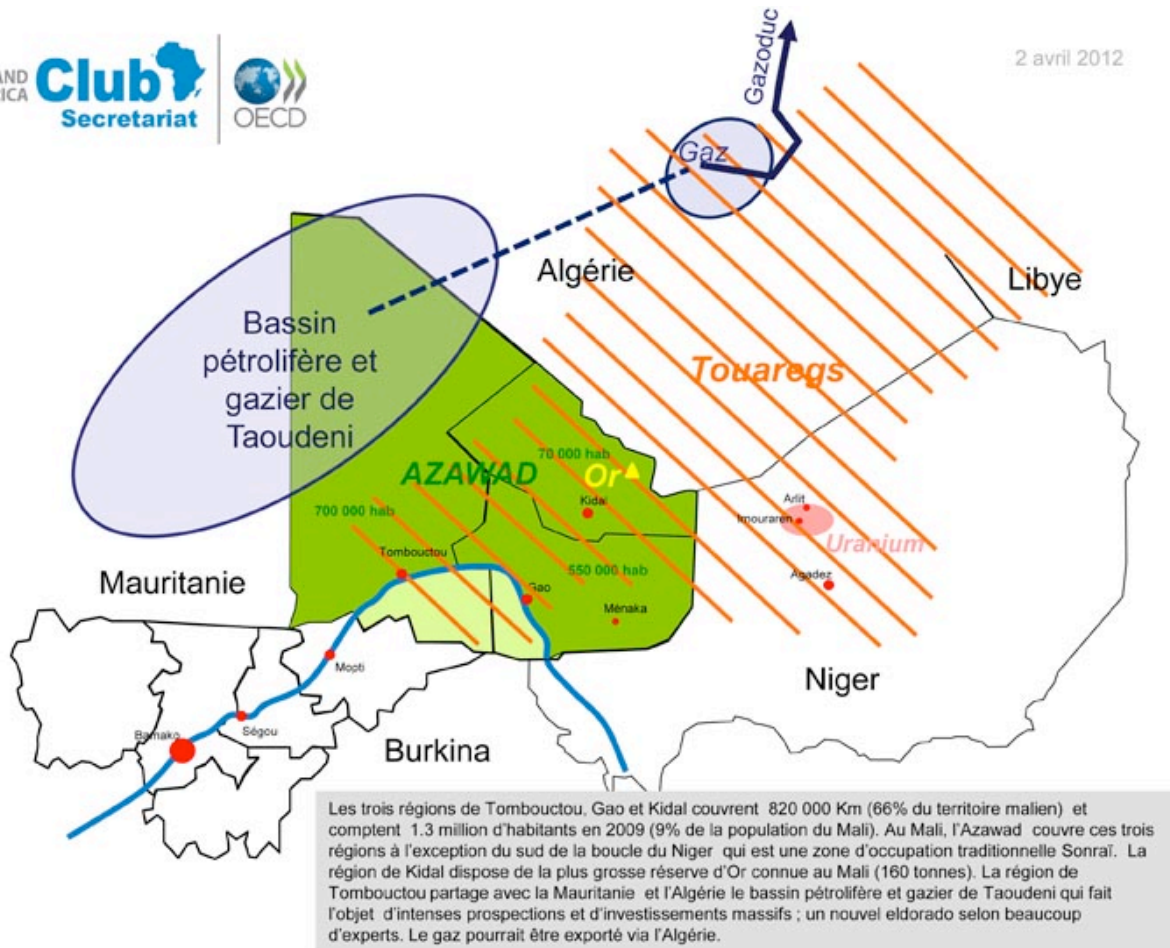 AND
RICA
Club
Secretariat
OECD
2 avril 2012
Gazoduc
Gaz
Algérie
Libye
Bassin
pétrolifère et
gazier de
Taoudeni
Touaregs
AZAWAD
70 000 hab
Or
Kidal
700 000 hab
Arlit
Imouraren
Uranium
Tombouctou
550 000 hab
Agadez
Gao
Ménaka
Mauritanie
Mopti
Niger
Ségou
Bamako
Burkina
Les trois régions de Tombouctou, Gao et Kidal couvrent 820 000 Km (66% du territoire malien) et
comptent 1.3 million d'habitants en 2009 (9% de la population du Mali). Au Mali, l'Azawad couvre ces trois
régions à l'exception du sud de la boucle du Niger qui est une zone d'occupation traditionnelle Sonraï. La
région de Kidal dispose de la plus grosse réserve d'Or connue au Mali (160 tonnes). La région de
Tombouctou partage avec la Mauritanie et l'Algérie le bassin pétrolifère et gazier de Taoudeni qui fait
l'objet d'intenses prospections et d'investissements massifs ; un nouvel eldorado selon beaucoup
d'experts. Le gaz pourrait être exporté via l'Algérie.